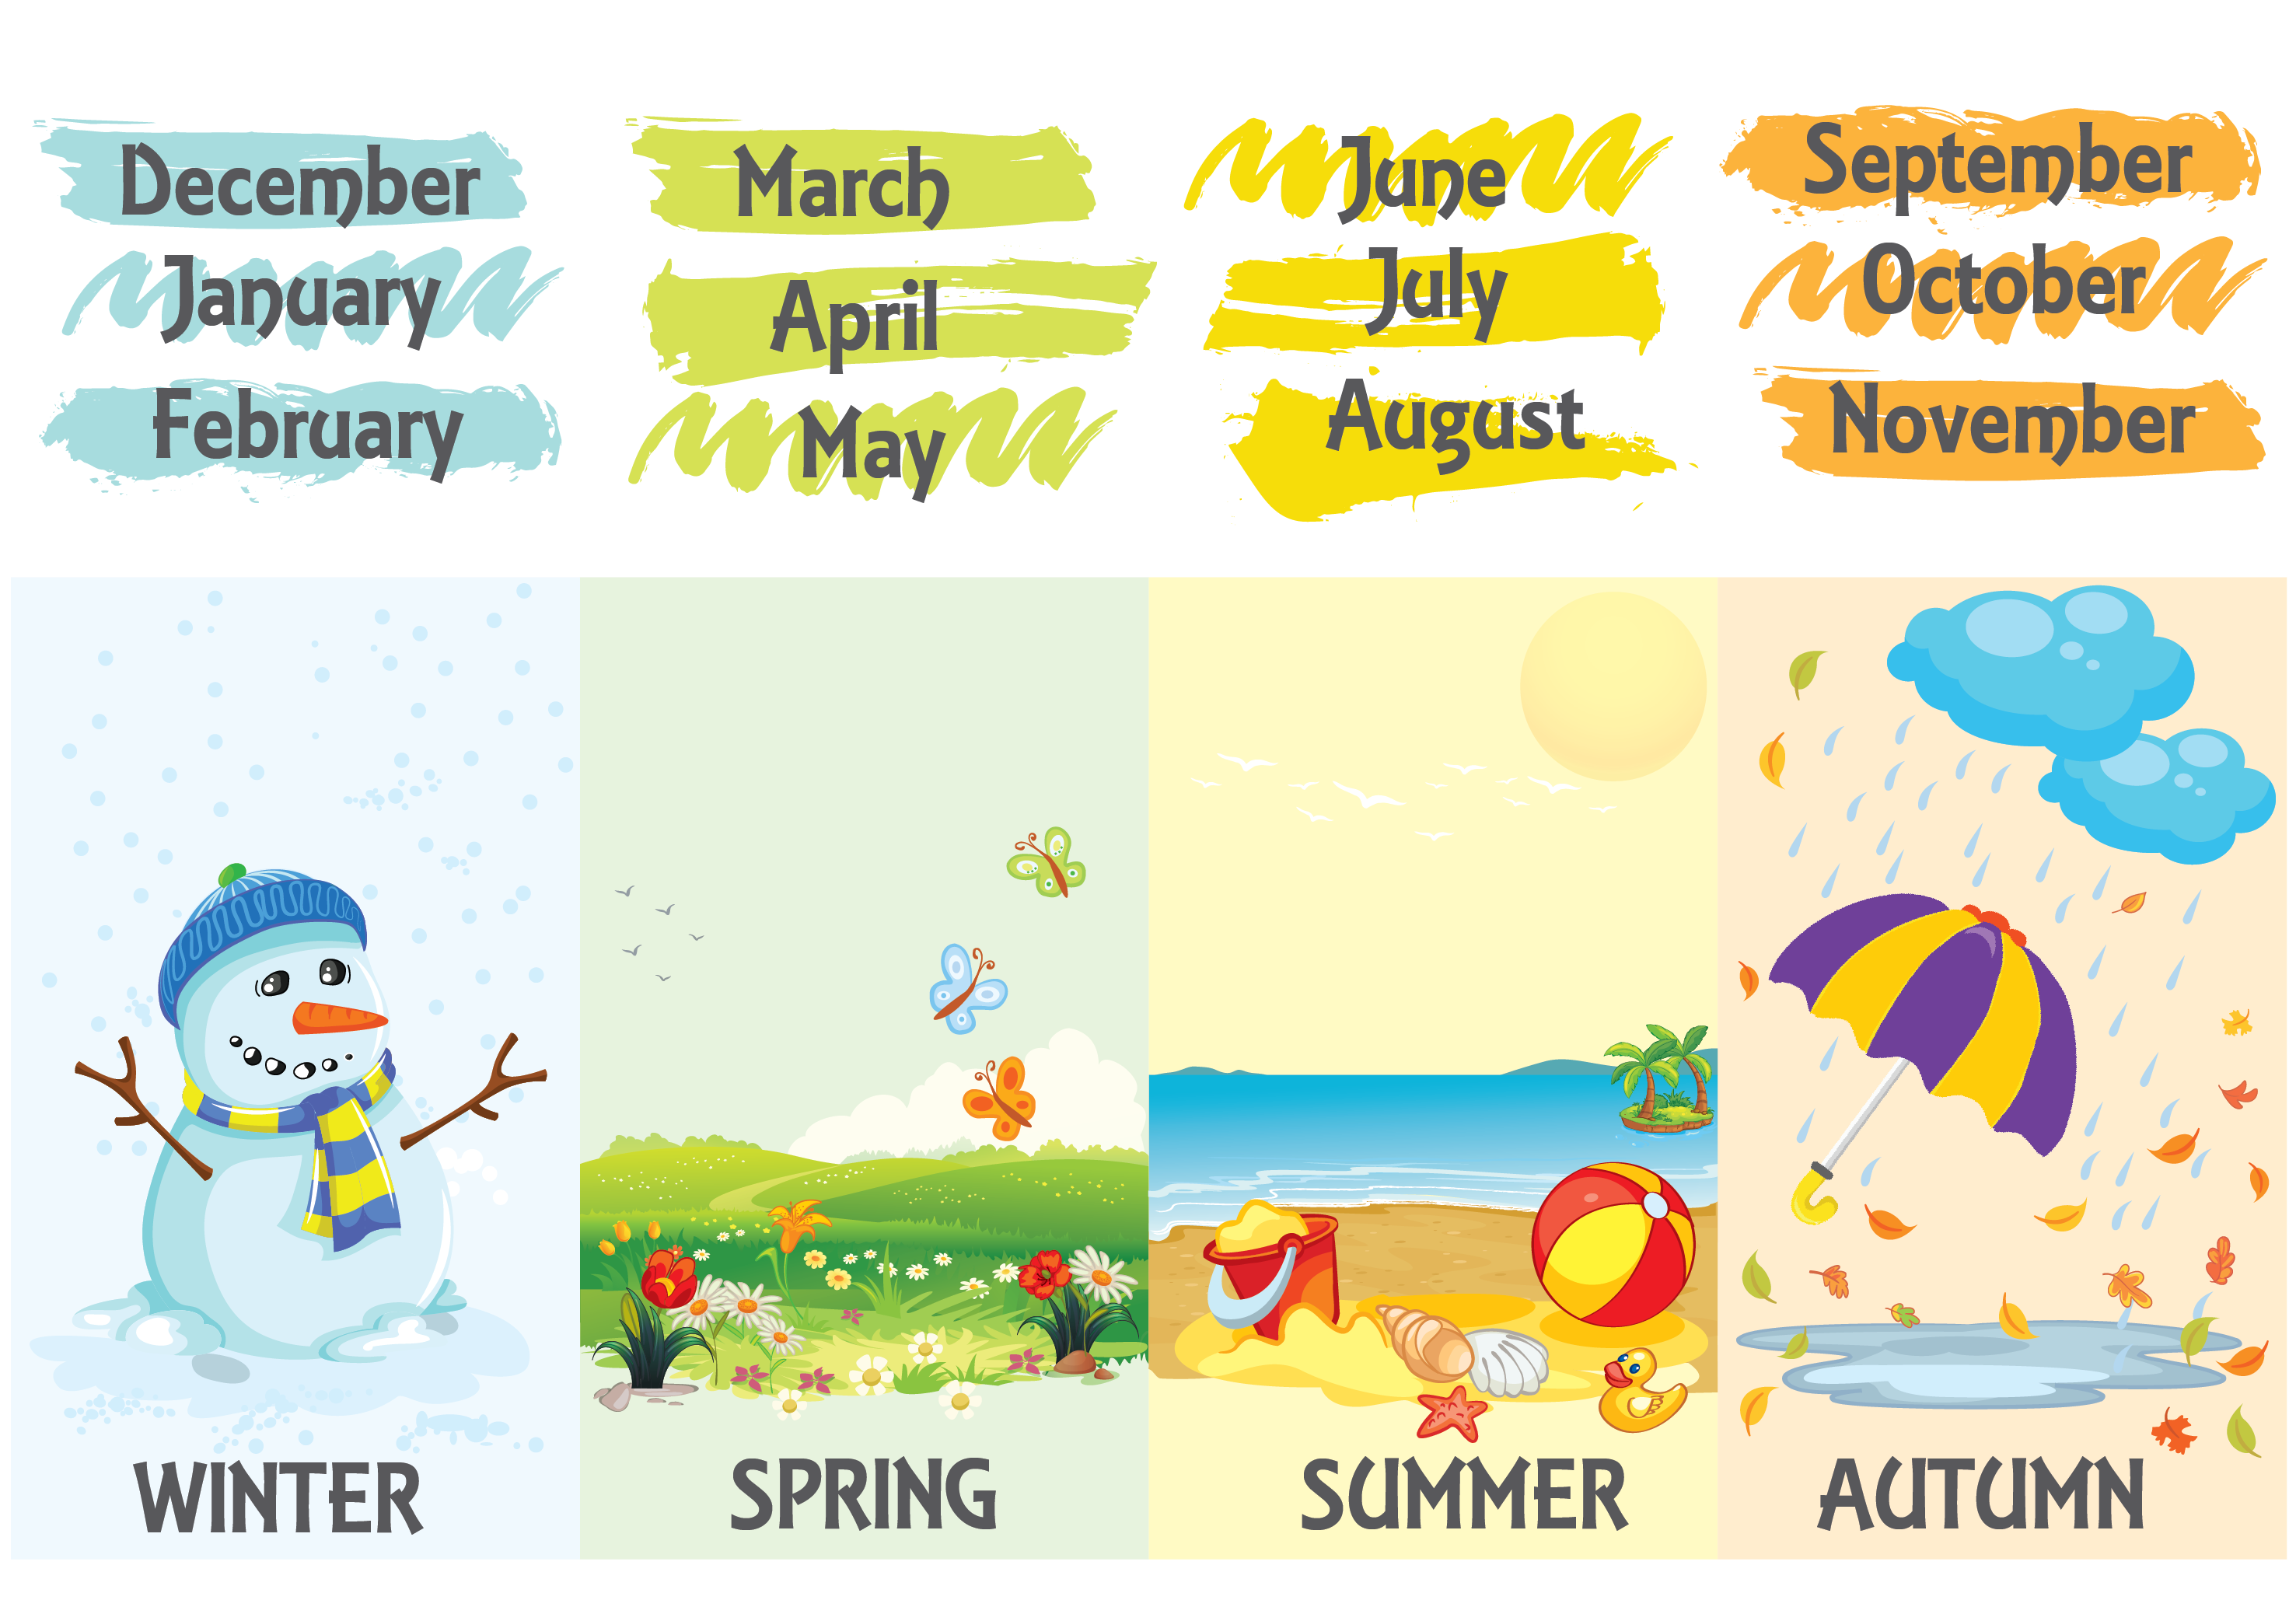 December
January
February
March
April
May
June
July
August
September
October
November
WINTER
SPRING
SUMMER
AUTUMN